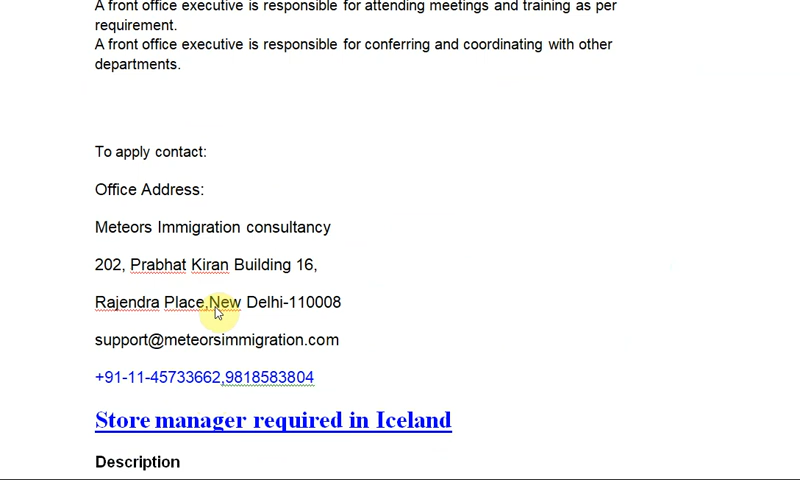 A front office executive is responsible for attending meetings and training as per
requirement.
A front office executive is responsible for conferring and coordinating with other
departments.
To apply contact:
Office Address:
Meteors Immigration consultancy
202, Prabhat Kiran Building 16,
Rajendra Place,New Delhi-110008
support@meteorsimmigration.com
+91-11-45733662,9818583804
Store manager required in Iceland
Description